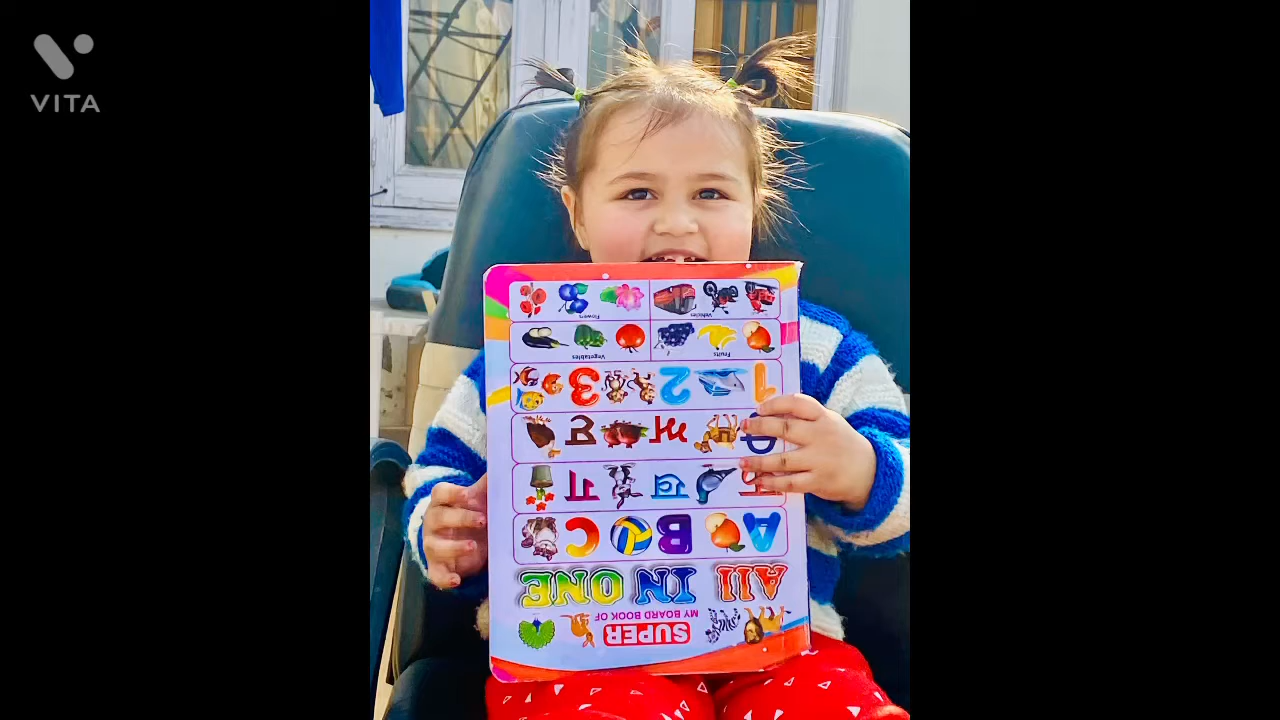 VITA
SUPER
MY BOARD BOOK OF
All IN ONE
A B C
ख ग
ਅ ੲ
1 2 3
Fruits Vegetables
Vehicles Flowers